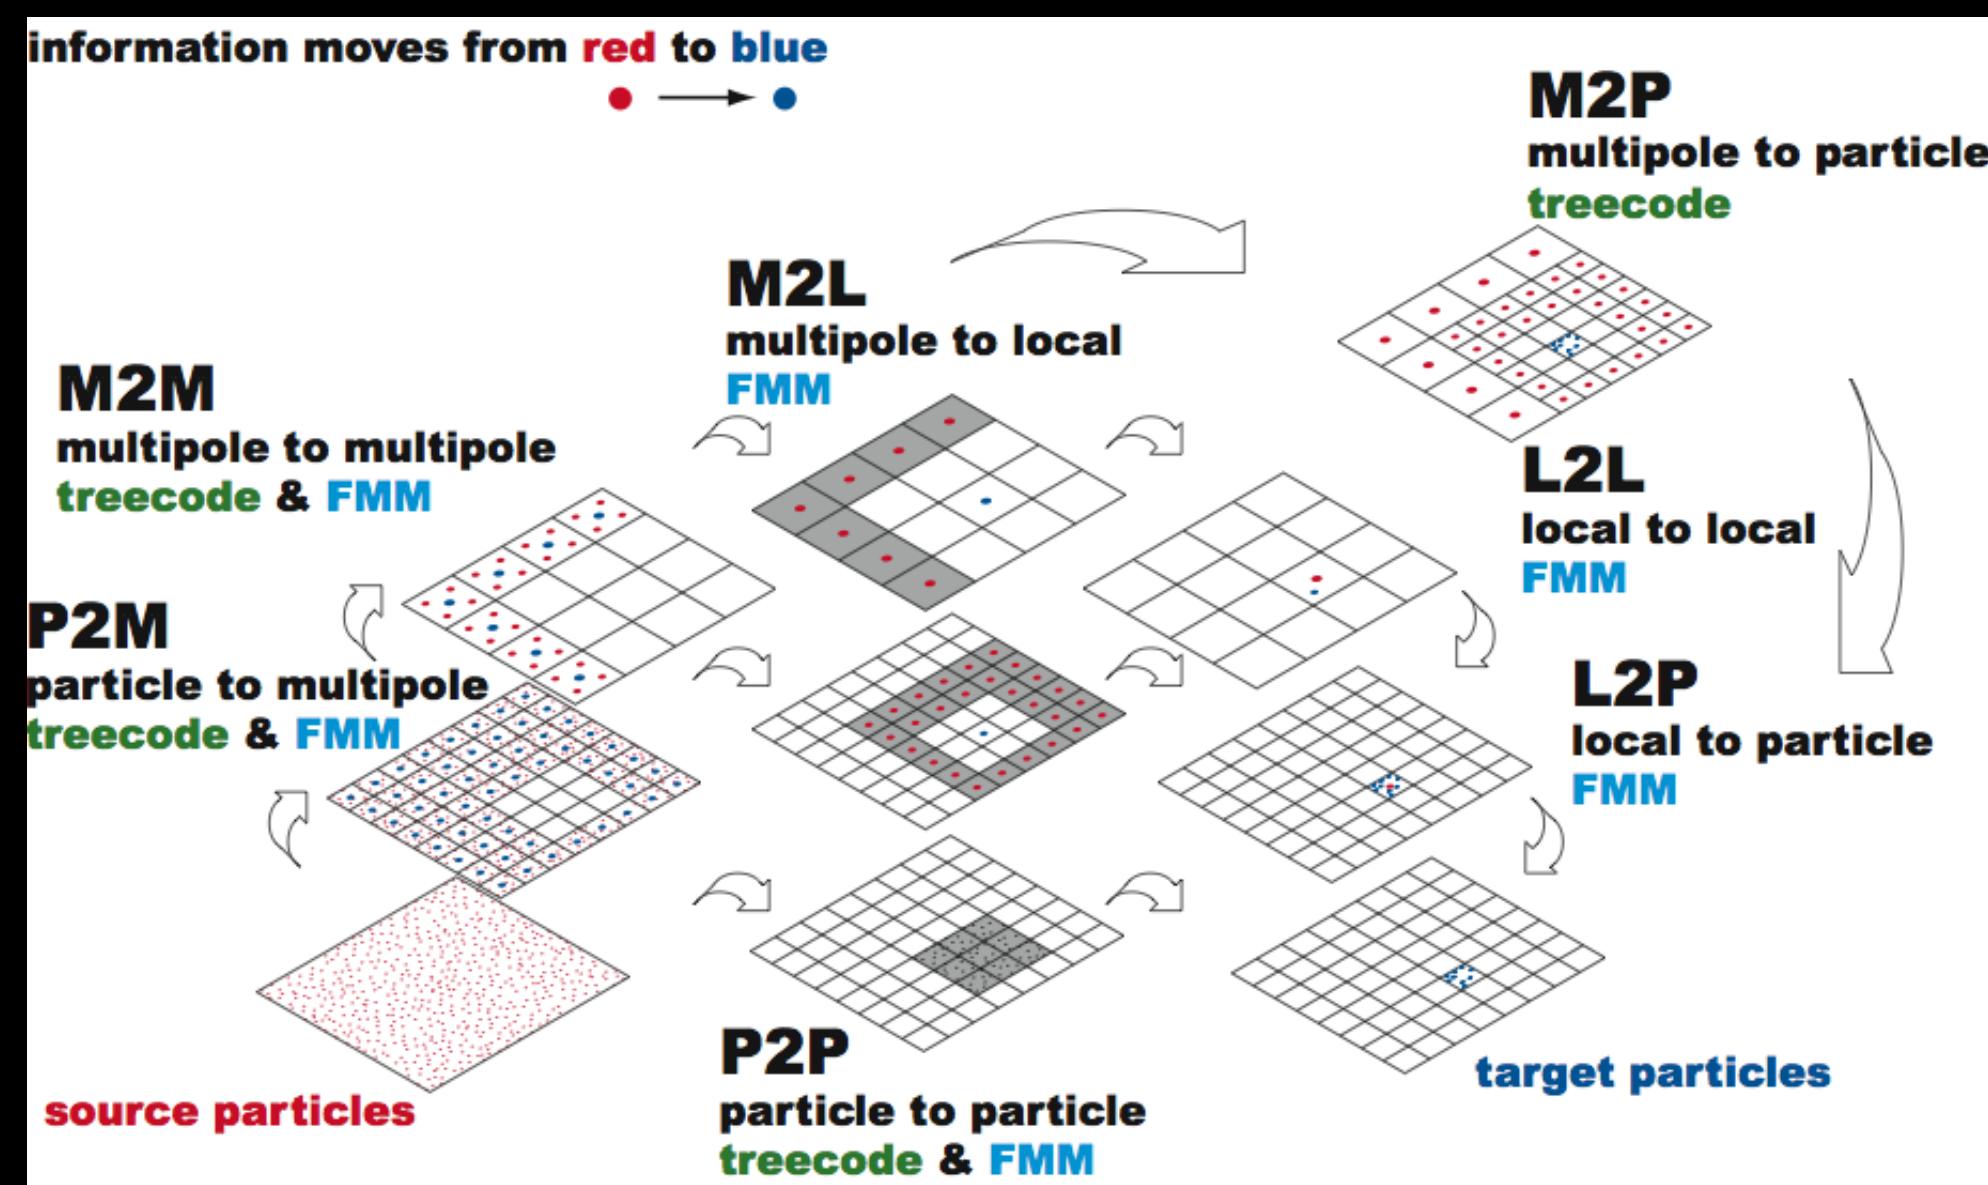 information moves from red to blue
M2P
multipole to particle
treecode
M2L
multipole to local
FMM
M2M
multipole to multipole
treecode & FMM
L2L
local to local
FMM
P2M
particle to multipole
treecode & FMM
L2P
local to particle
FMM
P2P
particle to particle
treecode & FMM
source particles
target particles